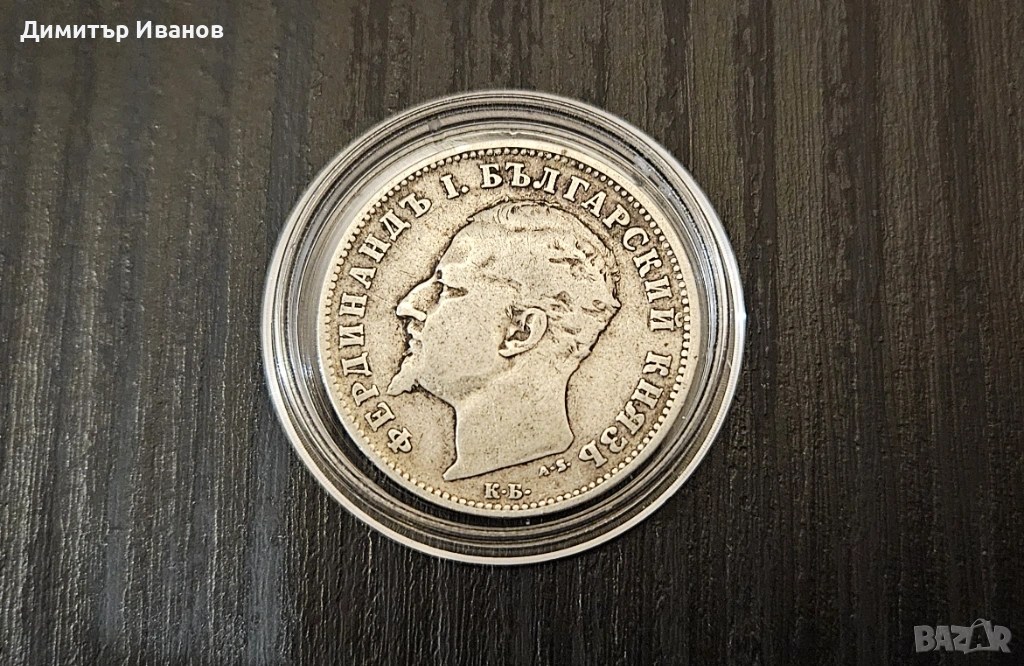 Димитър Иванов
ФЕРДИНАНДЪ I. БЪЛГАРСКИЙ · КНЯЗЬ
A·S·
К·Б·
BAZAR